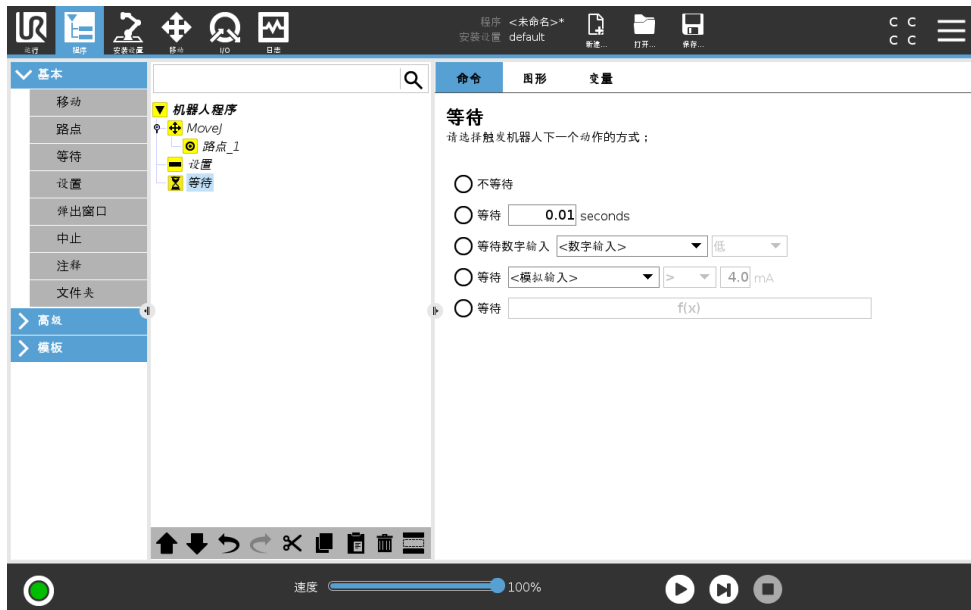 UR
运行
程序
安装设置
移动
I/O
日志
程序 <未命名>*
安装设置 default
新建...
打开...
保存...
C C
C C
基本
移动
路点
等待
设置
弹出窗口
中止
注释
文件夹
高级
模板
机器人程序
MoveJ
路点_1
设置
等待
命令 图形 变量
等待
请选择触发机器人下一个动作的方式；
不等待
等待 0.01 seconds
等待数字输入 <数字输入> 低
等待 <模拟输入> > 4.0 mA
等待 f(x)
速度 100%